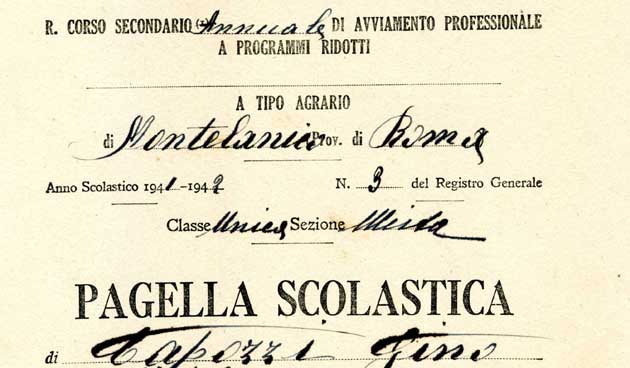 R. CORSO SECONDARIO (*) Annuale DI AVVIAMENTO PROFESSIONALE
A PROGRAMMI RIDOTTI
A TIPO AGRARIO
di Montelanico Prov. di Roma
Anno Scolastico 1941-1942 N. 3 del Registro Generale
Classe Unica Sezione Mista
PAGELLA SCOLASTICA
di Capozzi Gino